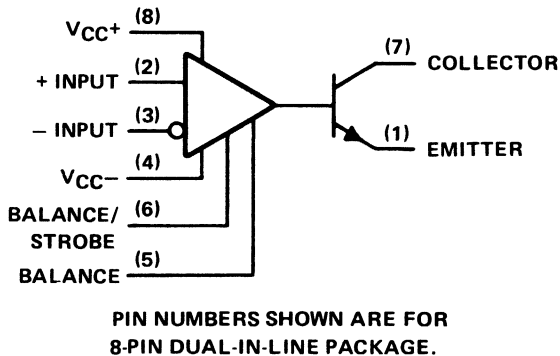 VCC+ (8)
+ INPUT (2)
− INPUT (3)
VCC− (4)
BALANCE/ (6)
STROBE
BALANCE (5)
(7) COLLECTOR
(1) EMITTER
PIN NUMBERS SHOWN ARE FOR
8-PIN DUAL-IN-LINE PACKAGE.